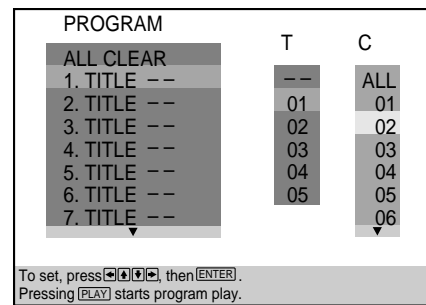 PROGRAM
T C
ALL CLEAR
1. TITLE – – – – ALL
2. TITLE – – 01 01
3. TITLE – – 02 02
4. TITLE – – 03 03
5. TITLE – – 04 04
6. TITLE – – 05 05
7. TITLE – – 06
To set, press, then ENTER.
Pressing PLAY starts program play.